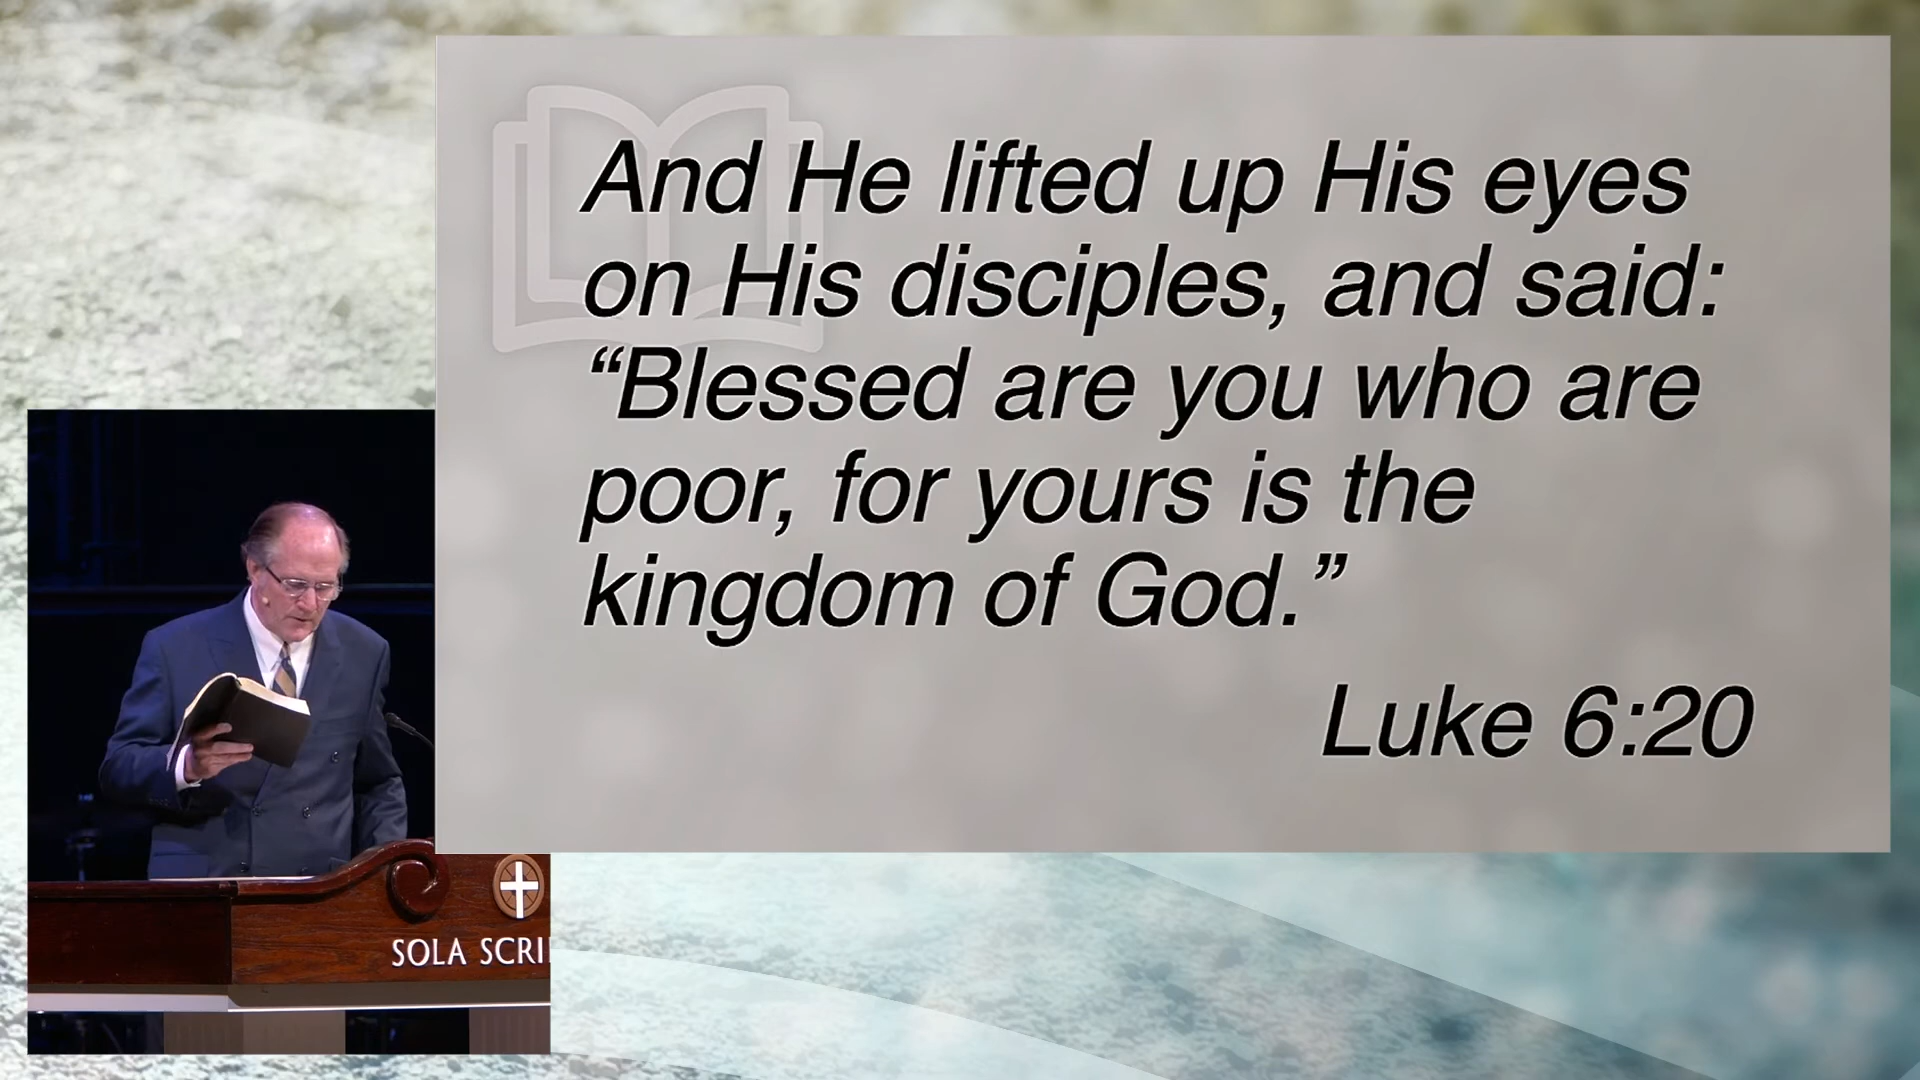 And He lifted up His eyes
on His disciples, and said:
“Blessed are you who are
poor, for yours is the
kingdom of God.”
Luke 6:20
SOLA SCRI